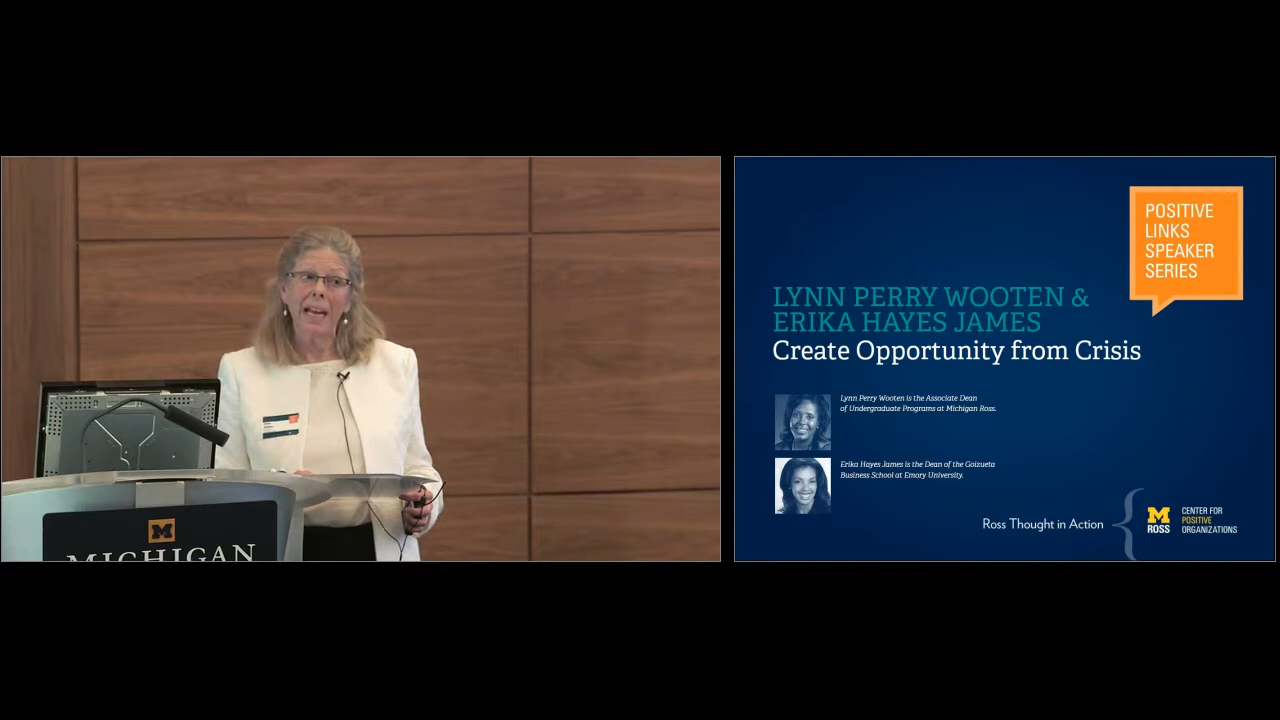 M
MICHIGAN
POSITIVE
LINKS
SPEAKER
SERIES
LYNN PERRY WOOTEN &
ERIKA HAYES JAMES
Create Opportunity from Crisis
Lynn Perry Wooten is the Associate Dean
of Undergraduate Programs at Michigan Ross.
Erika Hayes James is the Dean of the Goizueta
Business School at Emory University.
Ross Thought in Action
M
ROSS
CENTER FOR
POSITIVE
ORGANIZATIONS